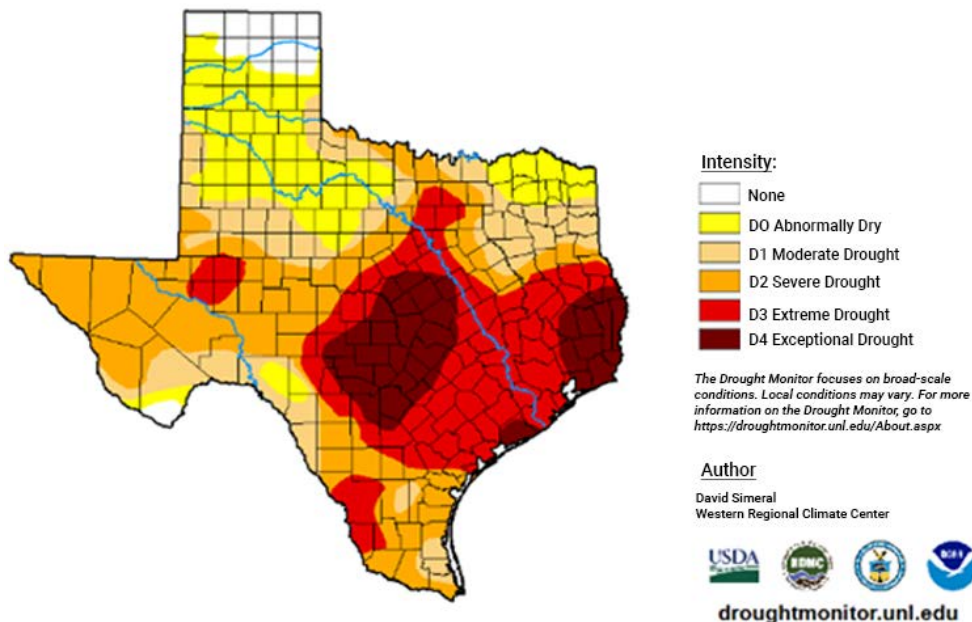 Intensity:
None
D0 Abnormally Dry
D1 Moderate Drought
D2 Severe Drought
D3 Extreme Drought
D4 Exceptional Drought
The Drought Monitor focuses on broad-scale
conditions. Local conditions may vary. For more
information on the Drought Monitor, go to
https://droughtmonitor.unl.edu/About.aspx
Author
David Simeral
Western Regional Climate Center
USDA
NDMC
droughtmonitor.unl.edu